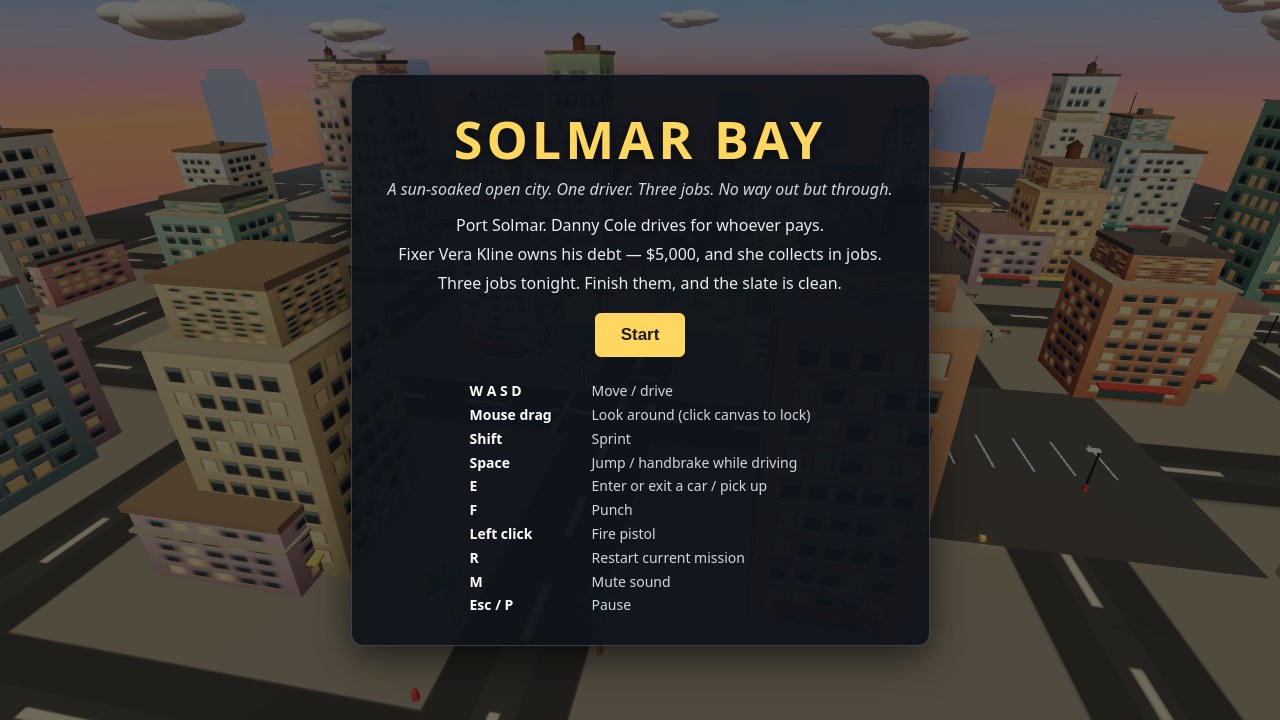 SOLMAR BAY
A sun-soaked open city. One driver. Three jobs. No way out but through.
Port Solmar. Danny Cole drives for whoever pays.
Fixer Vera Kline owns his debt — $5,000, and she collects in jobs.
Three jobs tonight. Finish them, and the slate is clean.
Start
W A S D Move / drive
Mouse drag Look around (click canvas to lock)
Shift Sprint
Space Jump / handbrake while driving
E Enter or exit a car / pick up
F Punch
Left click Fire pistol
R Restart current mission
M Mute sound
Esc / P Pause